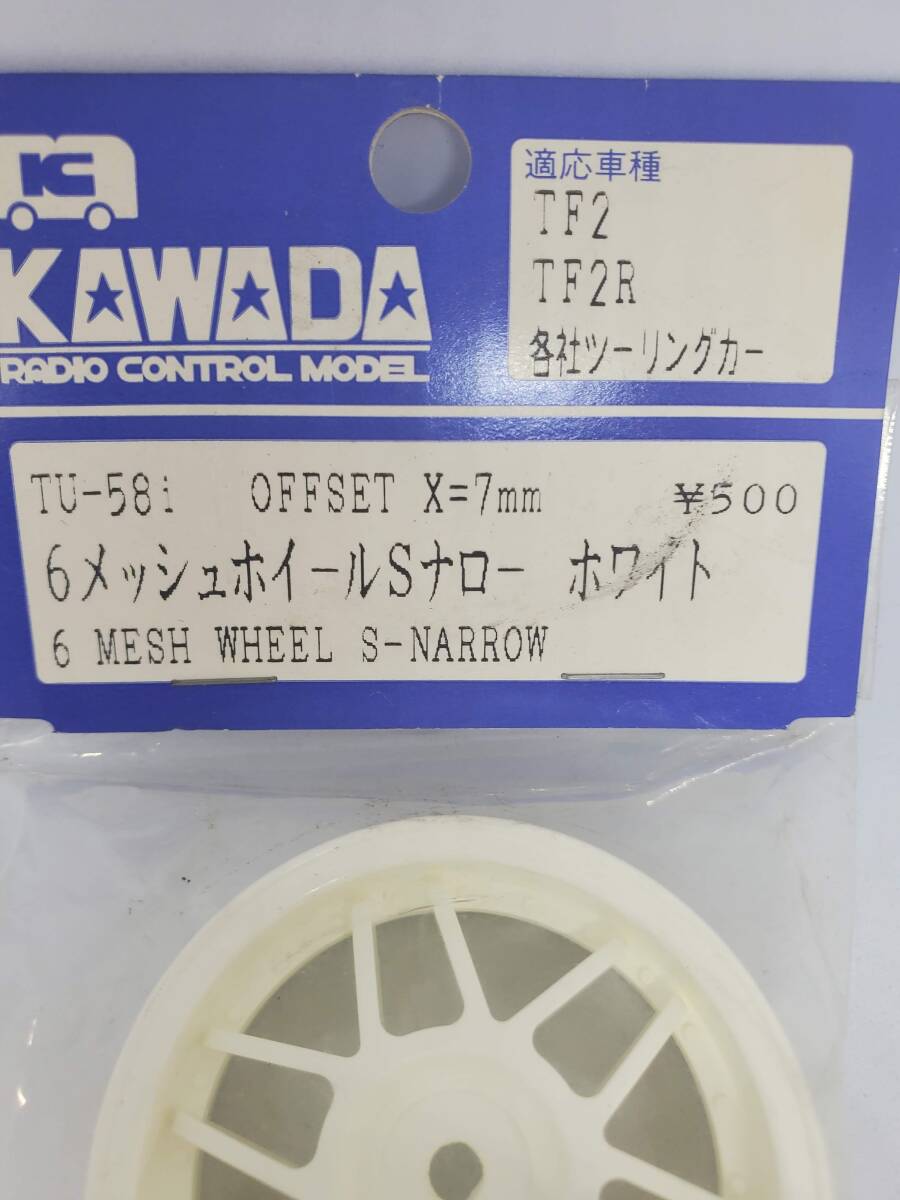 KAWADA
RADIO CONTROL MODEL
適応車種
TF2
TF2R
各社ツーリングカー
TU-58i OFFSET X=7mm ¥500
6メッシュホイールSナロー ホワイト
6 MESH WHEEL S-NARROW